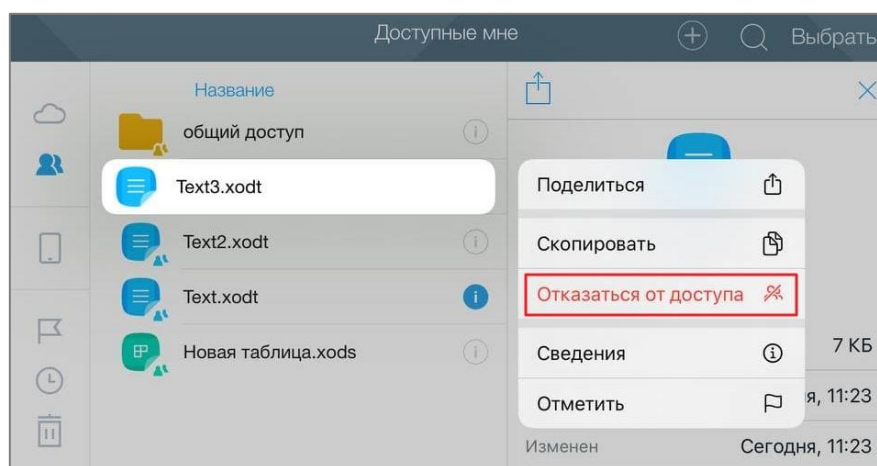 Доступные мне
Выбрать
Название
общий доступ
Text3.xodt
Text2.xodt
Text.xodt
Новая таблица.xods
Поделиться
Скопировать
Отказаться от доступа
Сведения
Отметить
7 КБ
я, 11:23
Изменен Сегодня, 11:23